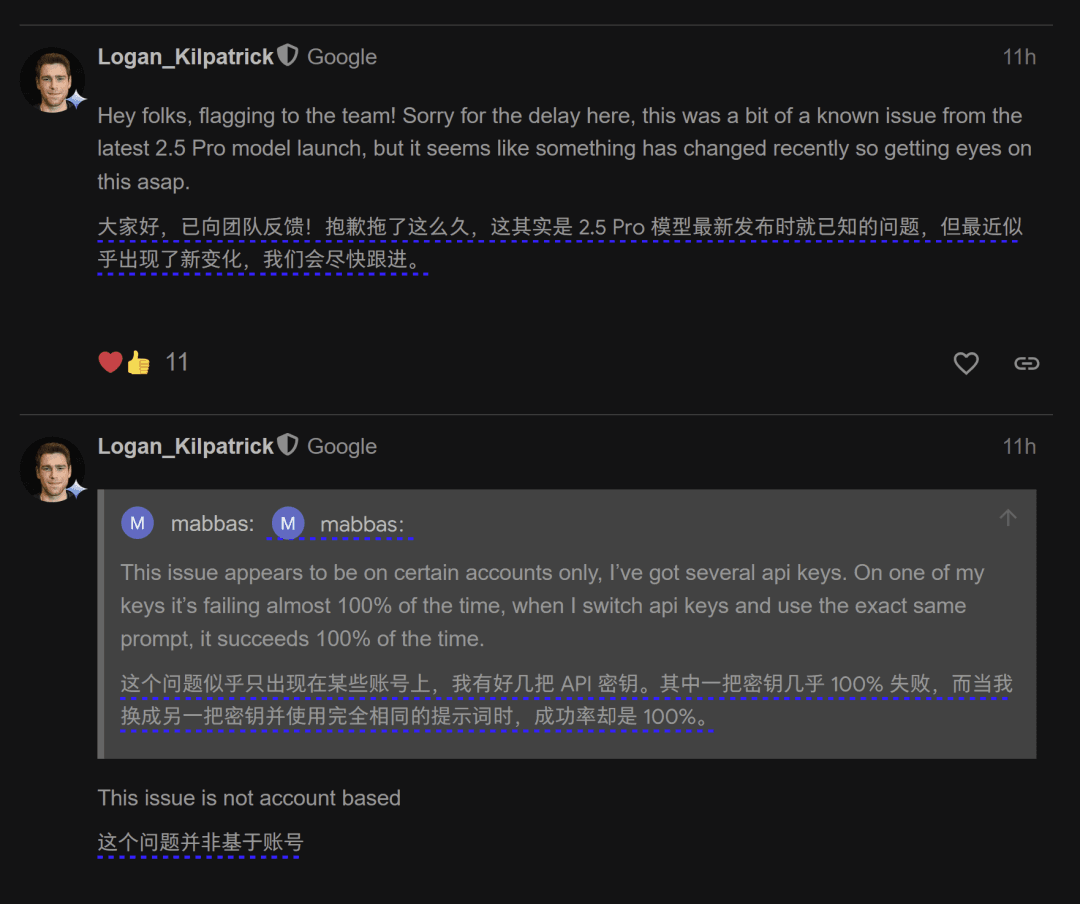 Logan_Kilpatrick Google 11h
Hey folks, flagging to the team! Sorry for the delay here, this was a bit of a known issue from the
latest 2.5 Pro model launch, but it seems like something has changed recently so getting eyes on
this asap.
大家好，已向团队反馈！抱歉拖了这么久，这其实是 2.5 Pro 模型最新发布时就已知的问题，但最近似
乎出现了新变化，我们会尽快跟进。
11
Logan_Kilpatrick Google 11h
M mabbas: M mabbas:
This issue appears to be on certain accounts only, I’ve got several api keys. On one of my
keys it’s failing almost 100% of the time, when I switch api keys and use the exact same
prompt, it succeeds 100% of the time.
这个问题似乎只出现在某些账号上，我有好几把 API 密钥。其中一把密钥几乎 100% 失败，而当我
换成另一把密钥并使用完全相同的提示词时，成功率却是 100%。
This issue is not account based
这个问题并非基于账号